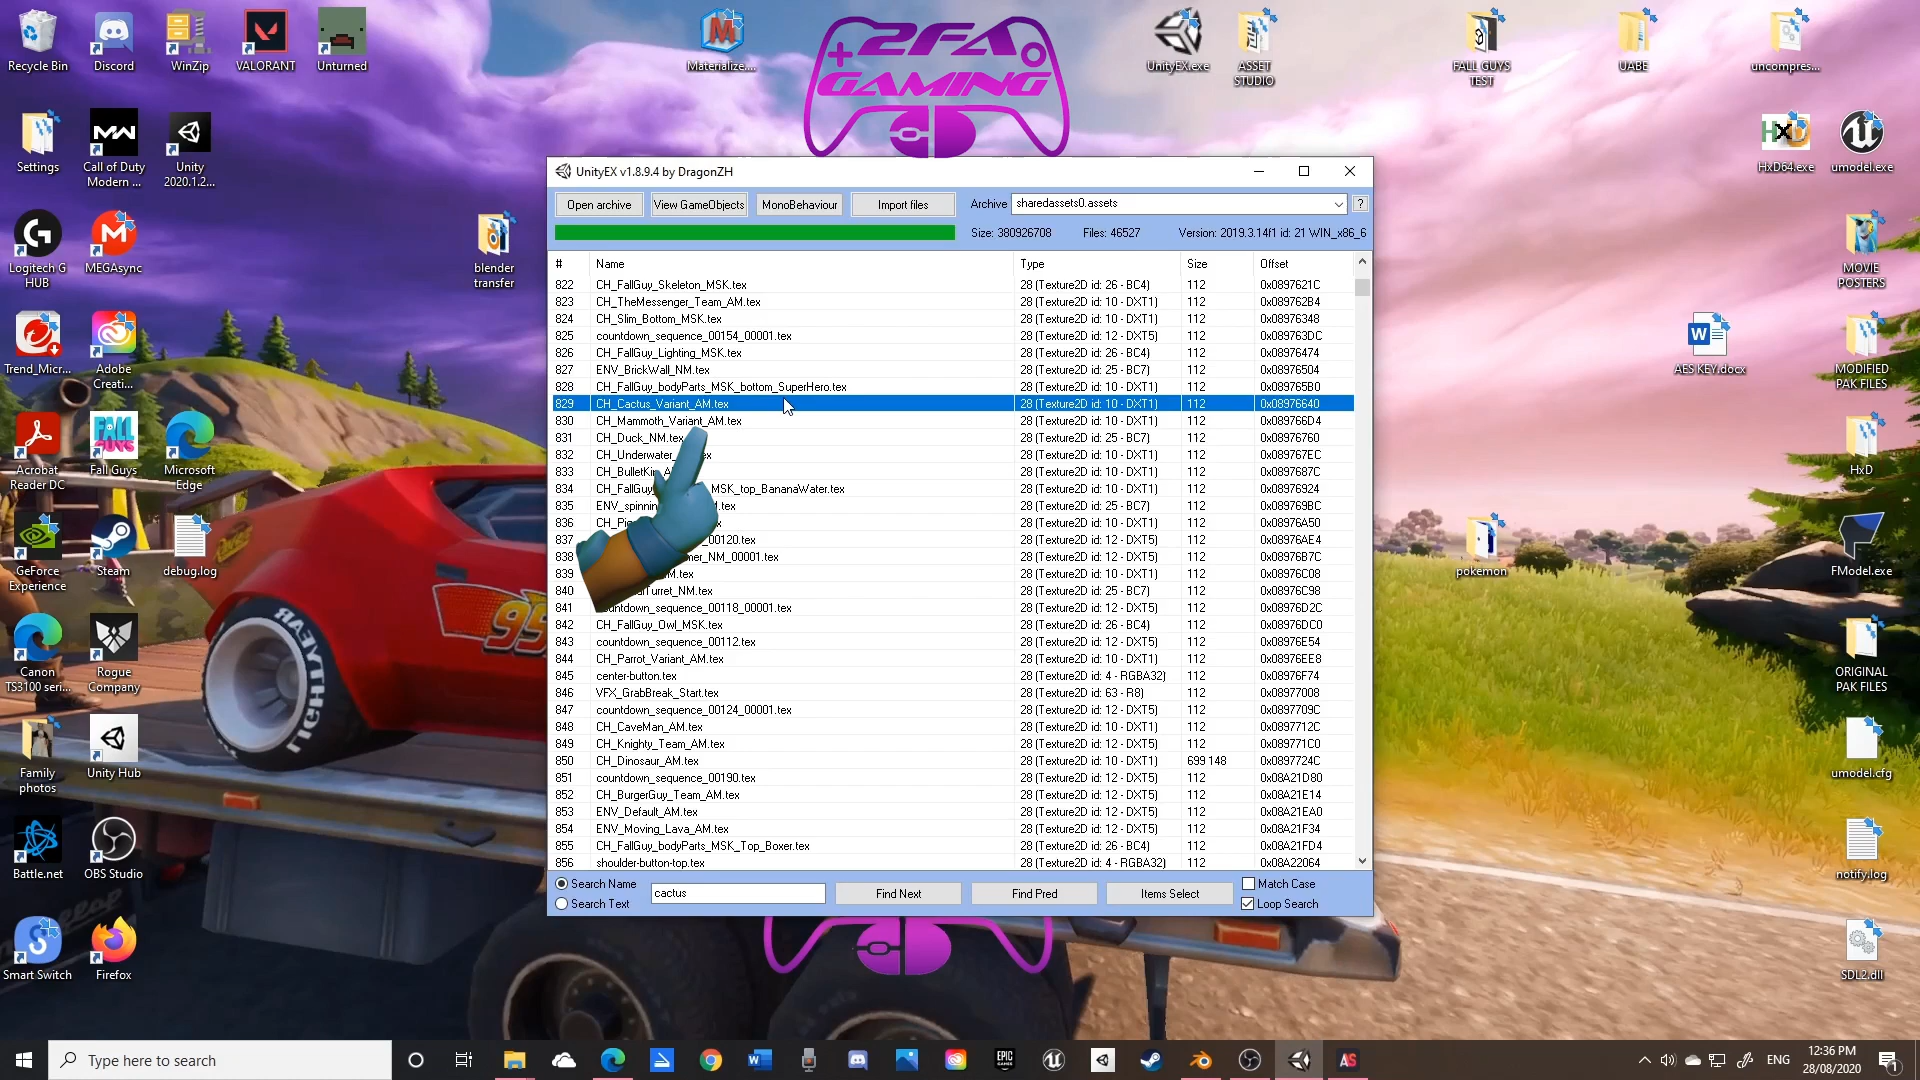 Recycle Bin
Discord
WinZip
VALORANT
Unturned
Materialize....
2FA
GAMING
UnityEX.exe
ASSET
STUDIO
FALL GUYS
TEST
UABE
uncompres...
Settings
Call of Duty
Modern ...
Unity
2020.1.2...
HxD64.exe
umodel.exe
Logitech G
HUB
MEGAsync
blender
transfer
MOVIE
POSTERS
Trend_Micr...
Adobe
Creati...
AES KEY.docx
MODIFIED
PAK FILES
Acrobat
Reader DC
Fall Guys
Microsoft
Edge
HxD
GeForce
Experience
Steam
debug.log
pokemon
FModel.exe
Canon
TS3100 seri...
Rogue
Company
ORIGINAL
PAK FILES
Family
photos
Unity Hub
umodel.cfg
Battle.net
OBS Studio
notify.log
Smart Switch
Firefox
SDL2.dll
95
LIGHTYEAR
UnityEX v1.8.9.4 by DragonZH
Open archive
View GameObjects
MonoBehaviour
Import files
Archive
sharedassets0.assets
?
Size: 380926708 Files: 46527 Version: 2019.3.14f1 id: 21 WIN_x86_6
# Name Type Size Offset
822 CH_FallGuy_Skeleton_MSK.tex 28 (Texture2D id: 26 - BC4) 112 0x0897621C
823 CH_TheMessenger_Team_AM.tex 28 (Texture2D id: 10 - DXT1) 112 0x089762B4
824 CH_Slim_Bottom_MSK.tex 28 (Texture2D id: 10 - DXT1) 112 0x08976348
825 countdown_sequence_00154_00001.tex 28 (Texture2D id: 12 - DXT5) 112 0x089763DC
826 CH_FallGuy_Lighting_MSK.tex 28 (Texture2D id: 26 - BC4) 112 0x08976474
827 ENV_BrickWall_NM.tex 28 (Texture2D id: 25 - BC7) 112 0x08976504
828 CH_FallGuy_bodyParts_MSK_bottom_SuperHero.tex 28 (Texture2D id: 10 - DXT1) 112 0x089765B0
829 CH_Cactus_Variant_AM.tex 28 (Texture2D id: 10 - DXT1) 112 0x08976640
830 CH_Mammoth_Variant_AM.tex 28 (Texture2D id: 10 - DXT1) 112 0x089766D4
831 CH_Duck_NM.tex 28 (Texture2D id: 25 - BC7) 112 0x08976760
832 CH_Underwater_ 28 (Texture2D id: 10 - DXT1) 112 0x089767EC
833 CH_BulletKin_ 28 (Texture2D id: 10 - DXT1) 112 0x0897687C
834 CH_FallGuy_ MSK_top_BananaWater.tex 28 (Texture2D id: 10 - DXT1) 112 0x08976924
835 ENV_spinnin .tex 28 (Texture2D id: 25 - BC7) 112 0x089769BC
836 28 (Texture2D id: 10 - DXT1) 112 0x08976A50
837 00120.tex 28 (Texture2D id: 12 - DXT5) 112 0x08976AE4
838 mer_NM_00001.tex 28 (Texture2D id: 12 - DXT5) 112 0x08976B7C
839 M.tex 28 (Texture2D id: 10 - DXT1) 112 0x08976C08
840 Turret_NM.tex 28 (Texture2D id: 25 - BC7) 112 0x08976C98
841 countdown_sequence_00118_00001.tex 28 (Texture2D id: 12 - DXT5) 112 0x08976D2C
842 CH_FallGuy_Owl_MSK.tex 28 (Texture2D id: 26 - BC4) 112 0x08976DC0
843 countdown_sequence_00112.tex 28 (Texture2D id: 12 - DXT5) 112 0x08976E54
844 CH_Parrot_Variant_AM.tex 28 (Texture2D id: 10 - DXT1) 112 0x08976EE8
845 center-button.tex 28 (Texture2D id: 4 - RGBA32) 112 0x08976F74
846 VFX_GrabBreak_Start.tex 28 (Texture2D id: 63 - R8) 112 0x08977008
847 countdown_sequence_00124_00001.tex 28 (Texture2D id: 12 - DXT5) 112 0x0897709C
848 CH_CaveMan_AM.tex 28 (Texture2D id: 10 - DXT1) 112 0x0897712C
849 CH_Knighty_Team_AM.tex 28 (Texture2D id: 12 - DXT5) 112 0x089771C0
850 CH_Dinosaur_AM.tex 28 (Texture2D id: 10 - DXT1) 699 148 0x0897724C
851 countdown_sequence_00190.tex 28 (Texture2D id: 12 - DXT5) 112 0x08A21D80
852 CH_BurgerGuy_Team_AM.tex 28 (Texture2D id: 12 - DXT5) 112 0x08A21E14
853 ENV_Default_AM.tex 28 (Texture2D id: 12 - DXT5) 112 0x08A21EA0
854 ENV_Moving_Lava_AM.tex 28 (Texture2D id: 12 - DXT5) 112 0x08A21F34
855 CH_FallGuy_bodyParts_MSK_Top_Boxer.tex 28 (Texture2D id: 26 - BC4) 112 0x08A21FD4
856 shoulder-button-top.tex 28 (Texture2D id: 4 - RGBA32) 112 0x08A22064
Search Name
Search Text
cactus
Find Next
Find Pred
Items Select
Match Case
Loop Search
Type here to search
ENG
12:36 PM
28/08/2020